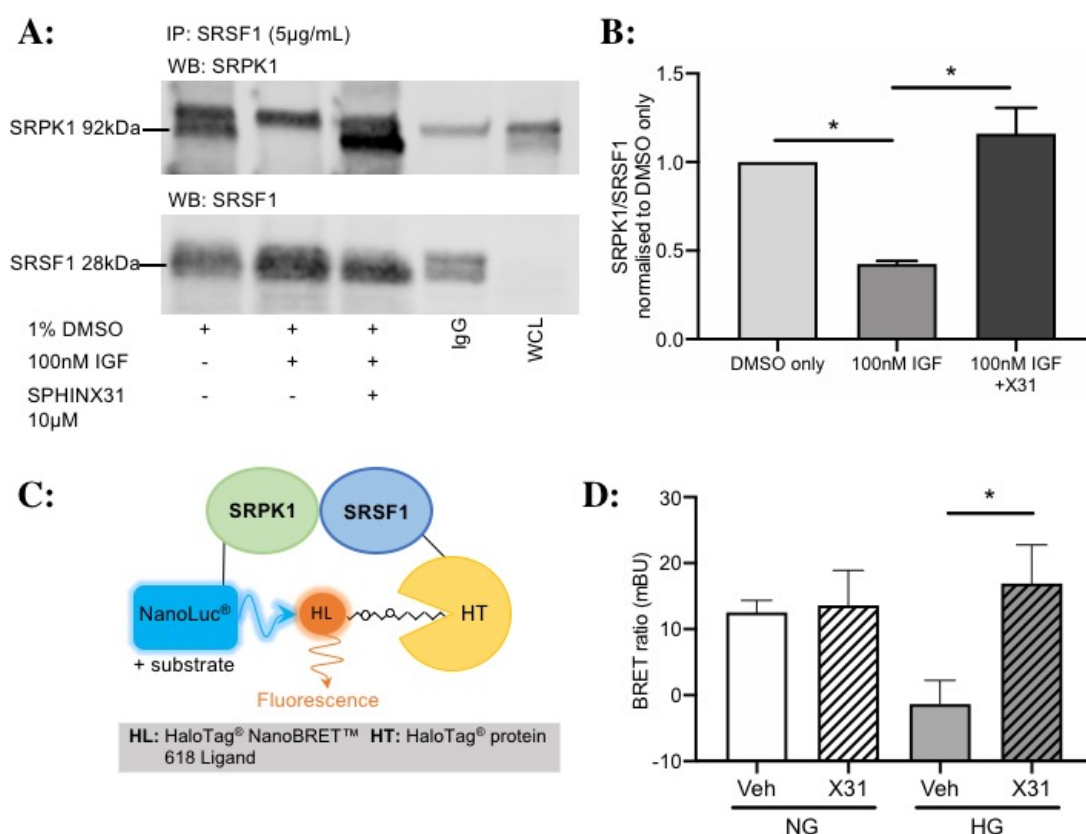 A:
IP: SRSF1 (5µg/mL)
WB: SRPK1
SRPK1 92kDa
WB: SRSF1
SRSF1 28kDa
1% DMSO + + + IgG WCL
100nM IGF - + +
SPHINX31 - - +
10µM
B:
SRPK1/SRSF1
normalised to DMSO only
1.5
1.0
0.5
0.0
* *
DMSO only 100nM IGF 100nM IGF
+X31
C:
SRPK1 SRSF1
NanoLuc® HL HT
+ substrate
Fluorescence
HL: HaloTag® NanoBRET™ HT: HaloTag® protein
618 Ligand
D:
BRET ratio (mBU)
30
20
10
0
-10
*
Veh X31 Veh X31
NG HG